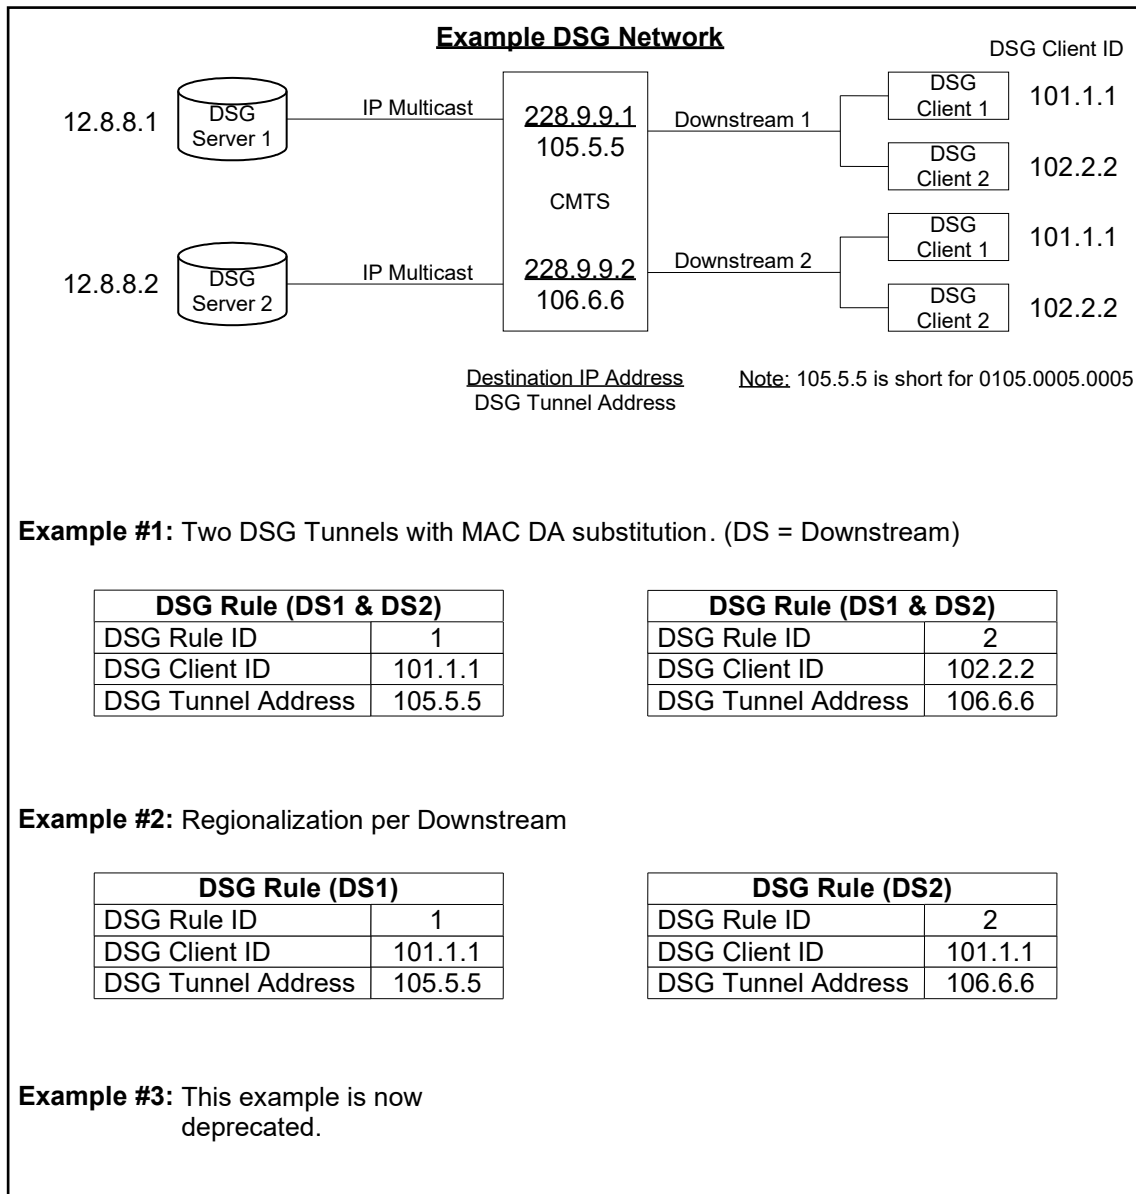 Example DSG Network
DSG Client ID
12.8.8.1
DSG
Server 1
IP Multicast
228.9.9.1
105.5.5
CMTS
Downstream 1
DSG
Client 1
101.1.1
DSG
Client 2
102.2.2
12.8.8.2
DSG
Server 2
IP Multicast
228.9.9.2
106.6.6
Downstream 2
DSG
Client 1
101.1.1
DSG
Client 2
102.2.2
Destination IP Address
DSG Tunnel Address
Note: 105.5.5 is short for 0105.0005.0005
Example #1: Two DSG Tunnels with MAC DA substitution. (DS = Downstream)
DSG Rule (DS1 & DS2)
DSG Rule ID 1
DSG Client ID 101.1.1
DSG Tunnel Address 105.5.5
DSG Rule (DS1 & DS2)
DSG Rule ID 2
DSG Client ID 102.2.2
DSG Tunnel Address 106.6.6
Example #2: Regionalization per Downstream
DSG Rule (DS1)
DSG Rule ID 1
DSG Client ID 101.1.1
DSG Tunnel Address 105.5.5
DSG Rule (DS2)
DSG Rule ID 2
DSG Client ID 101.1.1
DSG Tunnel Address 106.6.6
Example #3: This example is now
deprecated.